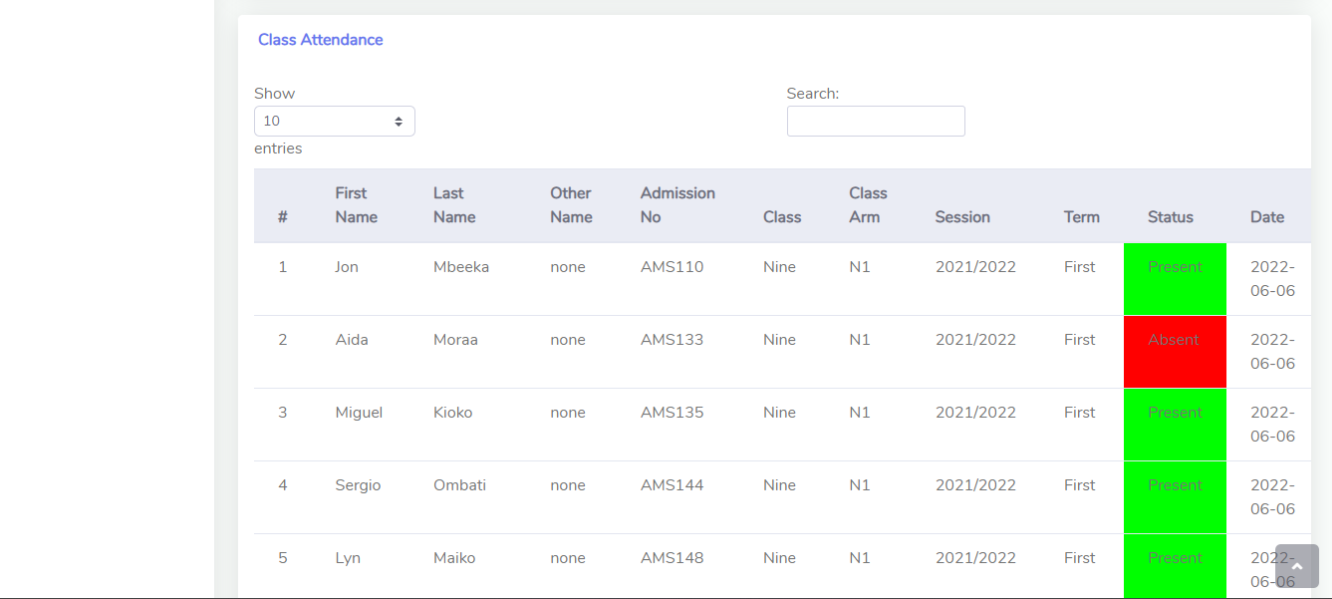 Class Attendance
Show
10
entries
Search:
# First Name Last Name Other Name Admission No Class Class Arm Session Term Status Date
1 Jon Mbeeka none AMS110 Nine N1 2021/2022 First Present 2022-06-06
2 Aida Moraa none AMS133 Nine N1 2021/2022 First Absent 2022-06-06
3 Miguel Kioko none AMS135 Nine N1 2021/2022 First Present 2022-06-06
4 Sergio Ombati none AMS144 Nine N1 2021/2022 First Present 2022-06-06
5 Lyn Maiko none AMS148 Nine N1 2021/2022 First Present 2022-06-06